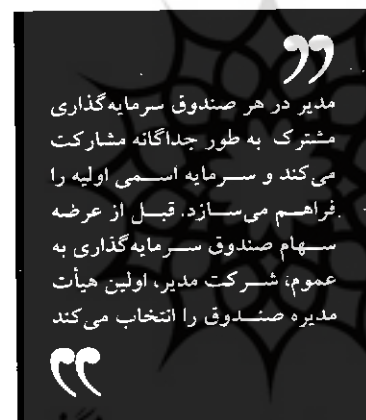 مدیر در هر صندوق سرمایه‌گذاری
مشترک به طور جداگانه مشارکت
می‌کند و سرمایه اسمی اولیه را
فراهم می‌سازد. قبل از عرضه
سهام صندوق سرمایه‌گذاری به
عموم، شرکت مدیر، اولین هیأت
مدیره صندوق را انتخاب می‌کند